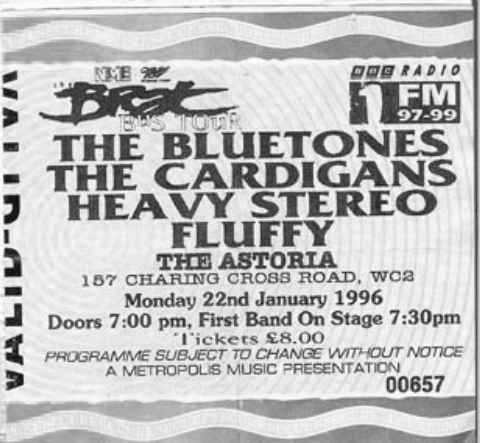 NME
BRAT
BUS TOUR
BBC RADIO
1FM
97-99
THE BLUETONES
THE CARDIGANS
HEAVY STEREO
FLUFFY
THE ASTORIA
157 CHARING CROSS ROAD, WC2
Monday 22nd January 1996
Doors 7:00 pm, First Band On Stage 7:30pm
Tickets £8.00
PROGRAMME SUBJECT TO CHANGE WITHOUT NOTICE
A METROPOLIS MUSIC PRESENTATION
00657